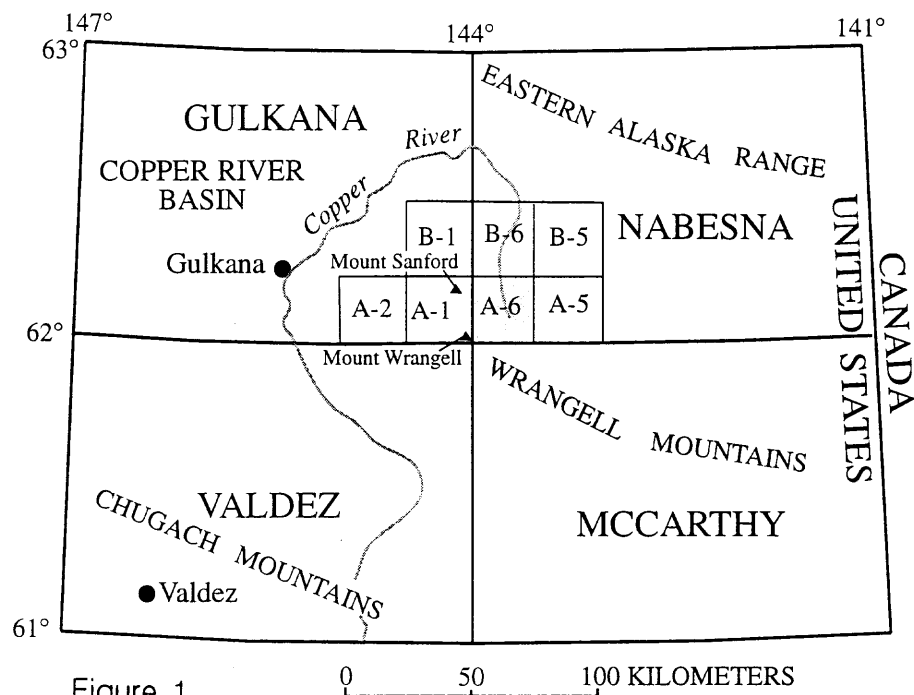 147°
144°
141°
63°
EASTERN ALASKA RANGE
GULKANA
River
COPPER RIVER
BASIN
Copper
B-1
B-6
B-5
NABESNA
UNITED STATES
CANADA
Gulkana
Mount Sanford
A-2
A-1
A-6
A-5
62°
Mount Wrangell
WRANGELL MOUNTAINS
VALDEZ
CHUGACH MOUNTAINS
MCCARTHY
Valdez
61°
0 50 100 KILOMETERS
Figure 1